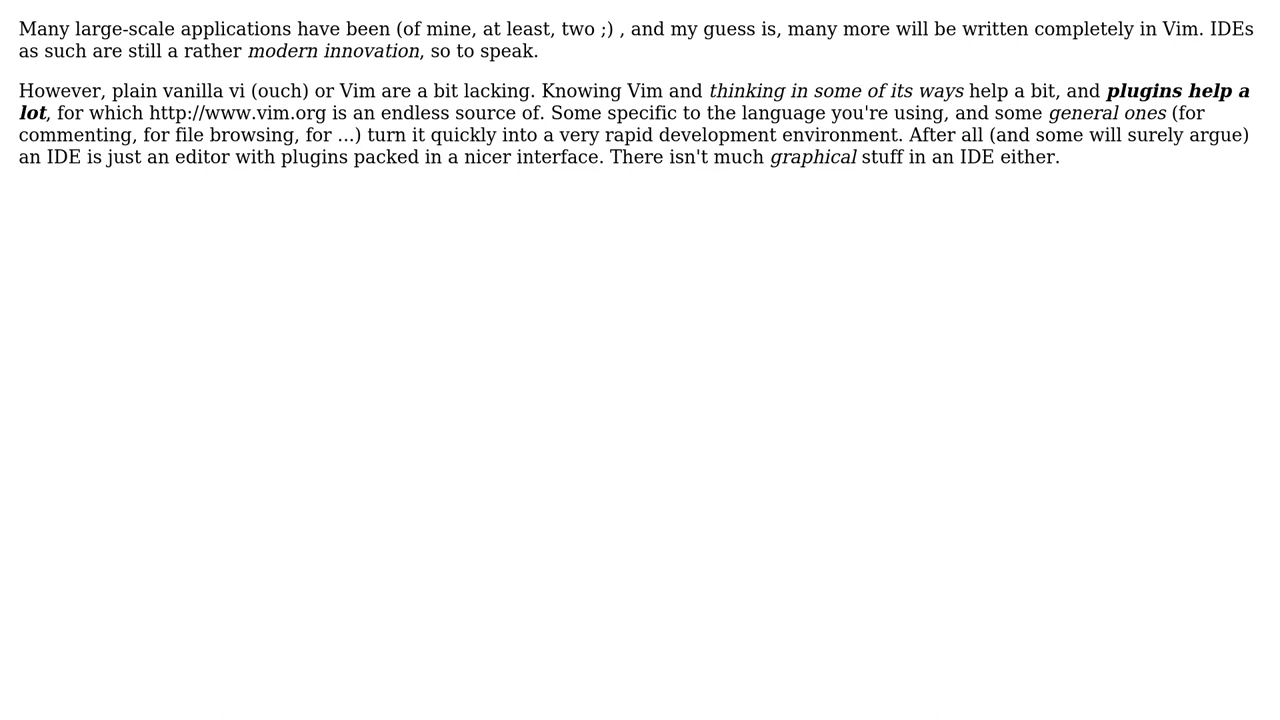 Many large-scale applications have been (of mine, at least, two ;) , and my guess is, many more will be written completely in Vim. IDEs
as such are still a rather modern innovation, so to speak.
However, plain vanilla vi (ouch) or Vim are a bit lacking. Knowing Vim and thinking in some of its ways help a bit, and plugins help a
lot, for which http://www.vim.org is an endless source of. Some specific to the language you're using, and some general ones (for
commenting, for file browsing, for ...) turn it quickly into a very rapid development environment. After all (and some will surely argue)
an IDE is just an editor with plugins packed in a nicer interface. There isn't much graphical stuff in an IDE either.